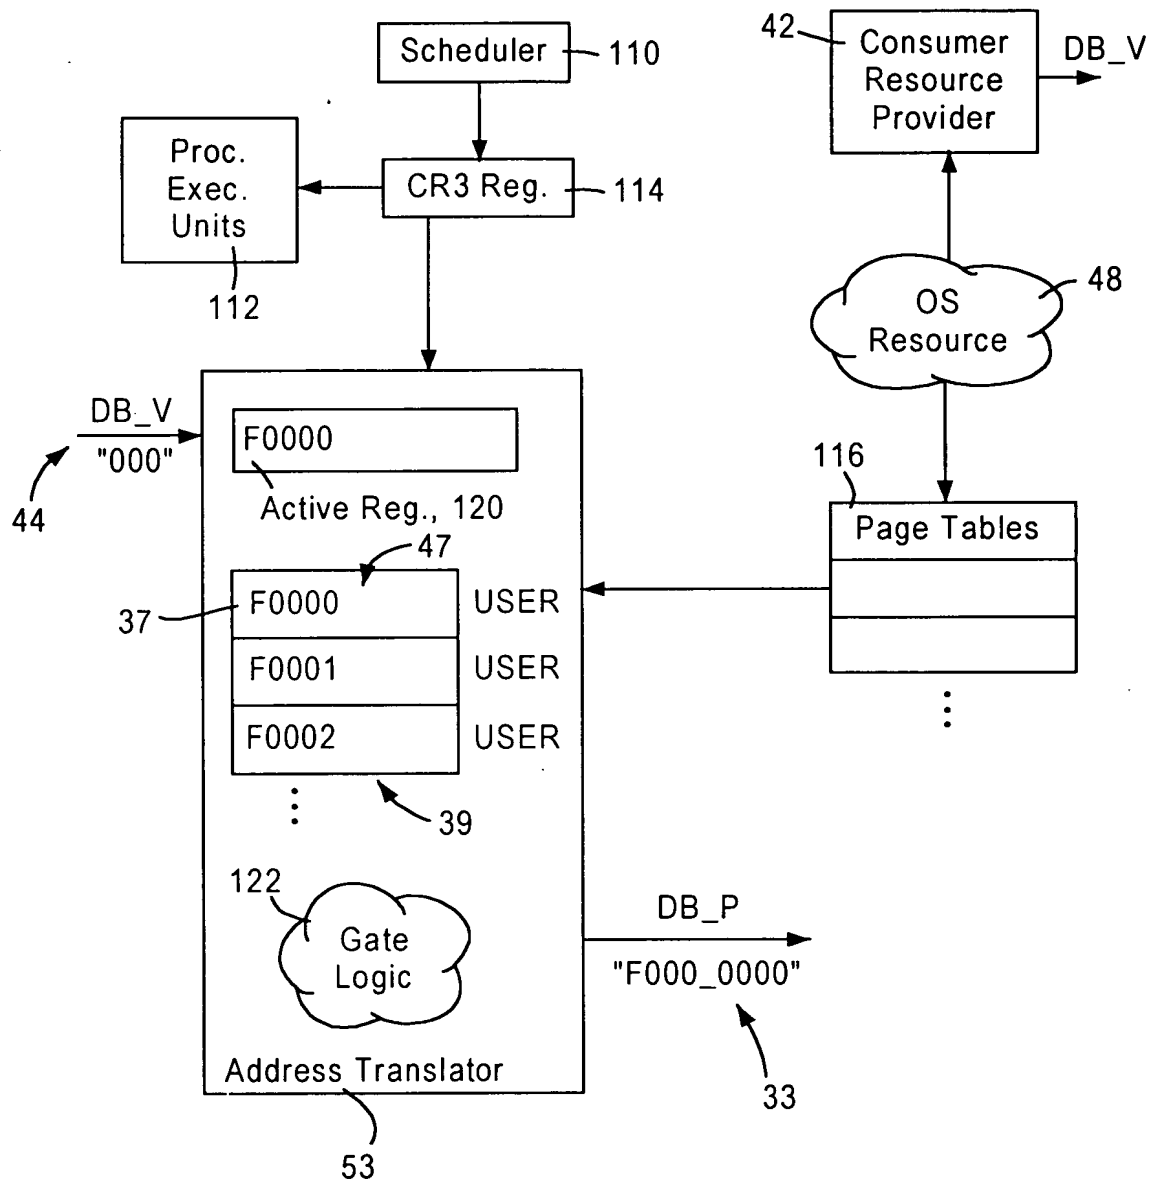 Scheduler
110
42
Consumer
Resource
Provider
DB_V
Proc.
Exec.
Units
CR3 Reg.
114
112
OS
Resource
48
DB_V
"000"
44
F0000
Active Reg., 120
116
Page Tables
47
37
F0000
USER
F0001
USER
F0002
USER
39
122
Gate
Logic
DB_P
"F000_0000"
33
Address Translator
53